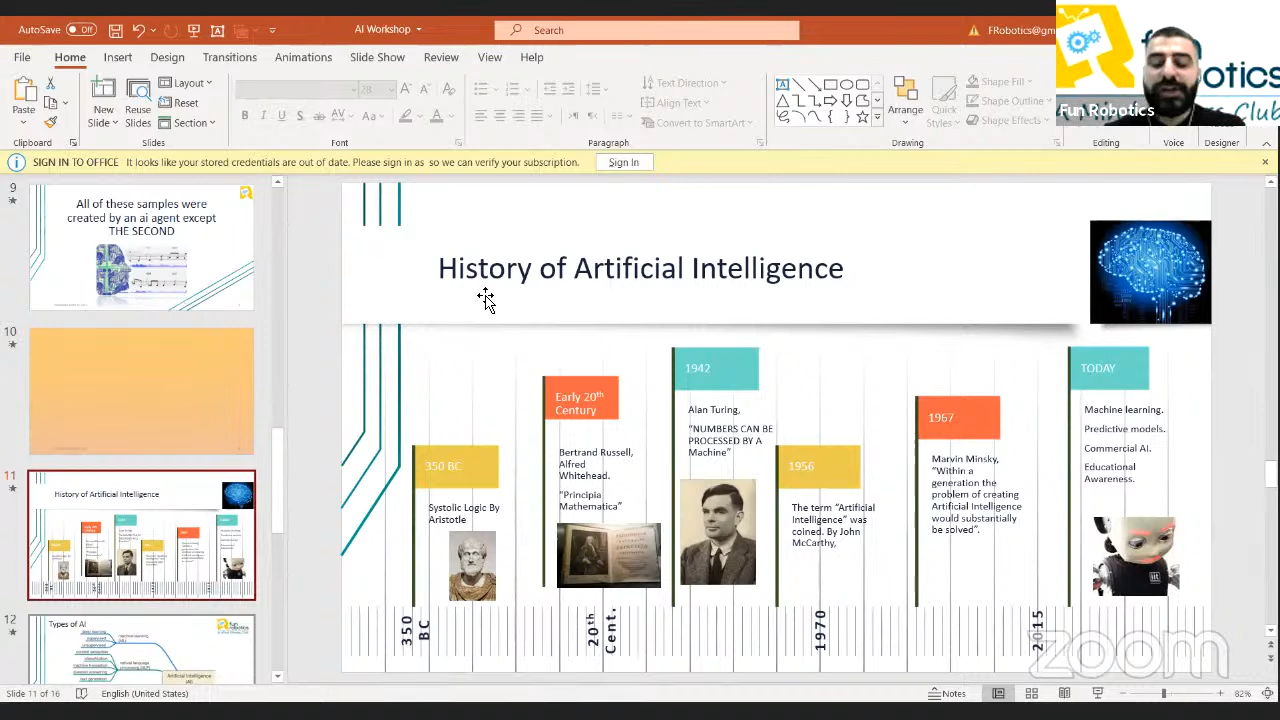 AutoSave Off
AI Workshop
Search
FRobotics@gm
File Home Insert Design Transitions Animations Slide Show Review View Help
Paste
New Slide
Reuse Slides
Layout
Reset
Section
Text Direction
Align Text
Convert to SmartArt
Arrange
Quick Styles
Shape Fill
Shape Outline
Shape Effects
Clipboard Slides Font Paragraph Drawing Editing Voice Designer
fun
botics
Club
Fun Robotics
SIGN IN TO OFFICE It looks like your stored credentials are out of date. Please sign in as so we can verify your subscription. Sign In
9
All of these samples were
created by an ai agent except
THE SECOND
10
11
History of Artificial Intelligence
12
Types of AI
fun robotics
Artificial Intelligence
History of Artificial Intelligence
350 BC
Systolic Logic By
Aristotle
Early 20th
Century
Bertrand Russell,
Alfred
Whitehead.
"Principia
Mathematica"
1942
Alan Turing,
"NUMBERS CAN BE
PROCESSED BY A
Machine"
1956
The term "Artificial
Intelligence" was
coined. By John
McCarthy,
1967
Marvin Minsky,
"Within a
generation the
problem of creating
Artificial Intelligence
would substantially
be solved".
TODAY
Machine learning.
Predictive models.
Commercial AI.
Educational
Awareness.
350
BC
20th
Cent.
1970
2015
zoom
Slide 11 of 16 English (United States) Notes 82%